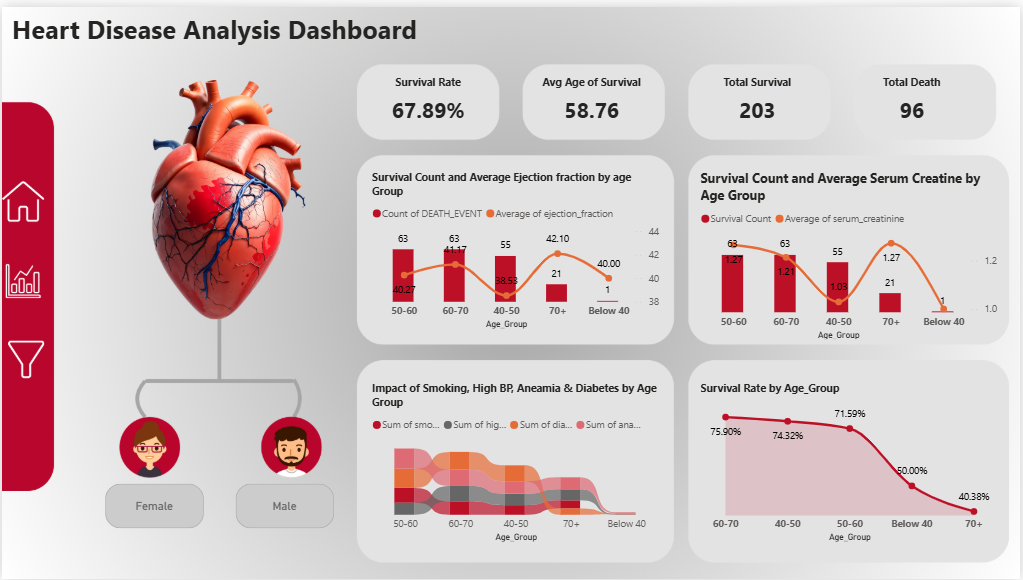 Heart Disease Analysis Dashboard
Survival Rate
67.89%
Avg Age of Survival
58.76
Total Survival
203
Total Death
96
Survival Count and Average Ejection fraction by age
Group
Count of DEATH_EVENT Average of ejection_fraction
63 63 55 42.10 44
41.17 42
40.00
40.27 38.53 21 1 40
38
50-60 60-70 40-50 70+ Below 40
Age_Group
Survival Count and Average Serum Creatine by
Age Group
Survival Count Average of serum_creatinine
63 63 55
1.27 1.21 1.27 1.2
1.03 21 1 1.0
50-60 60-70 40-50 70+ Below 40
Age_Group
Impact of Smoking, High BP, Aneamia & Diabetes by Age
Group
Sum of smo... Sum of hig... Sum of dia... Sum of ana...
50-60 60-70 40-50 70+ Below 40
Age_Group
Survival Rate by Age_Group
75.90% 74.32% 71.59% 50.00% 40.38%
60-70 40-50 50-60 Below 40 70+
Age_Group
Female
Male